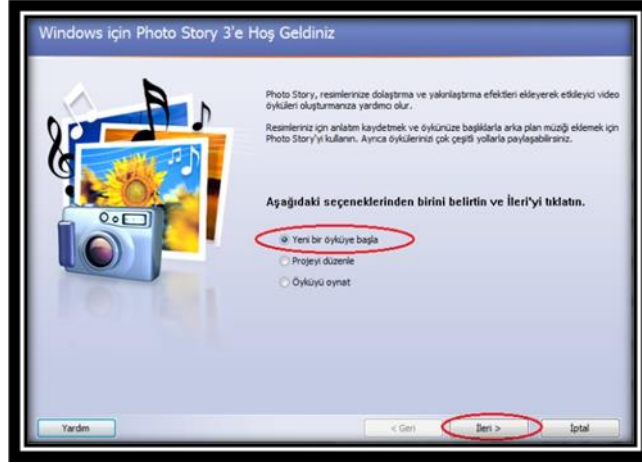 Windows için Photo Story 3'e Hoş Geldiniz
Photo Story, resimlerinize dolaştırma ve yakınlaştırma efektleri ekleyerek etkileyici video
öyküleri oluşturmanıza yardımcı olur.
Resimleriniz için anlatım kaydetmek ve öykünüze başlıklarla arka plan müziği eklemek için
Photo Story'yi kullanın. Ayrıca öykülerinizi çok çeşitli yollarla paylaşabilirsiniz.
Aşağıdaki seçeneklerinden birini belirtin ve İleri'yi tıklatın.
Yeni bir öyküye başla
Projeyi düzenle
Öyküyü oynat
Yardım
< Geri
İleri >
İptal